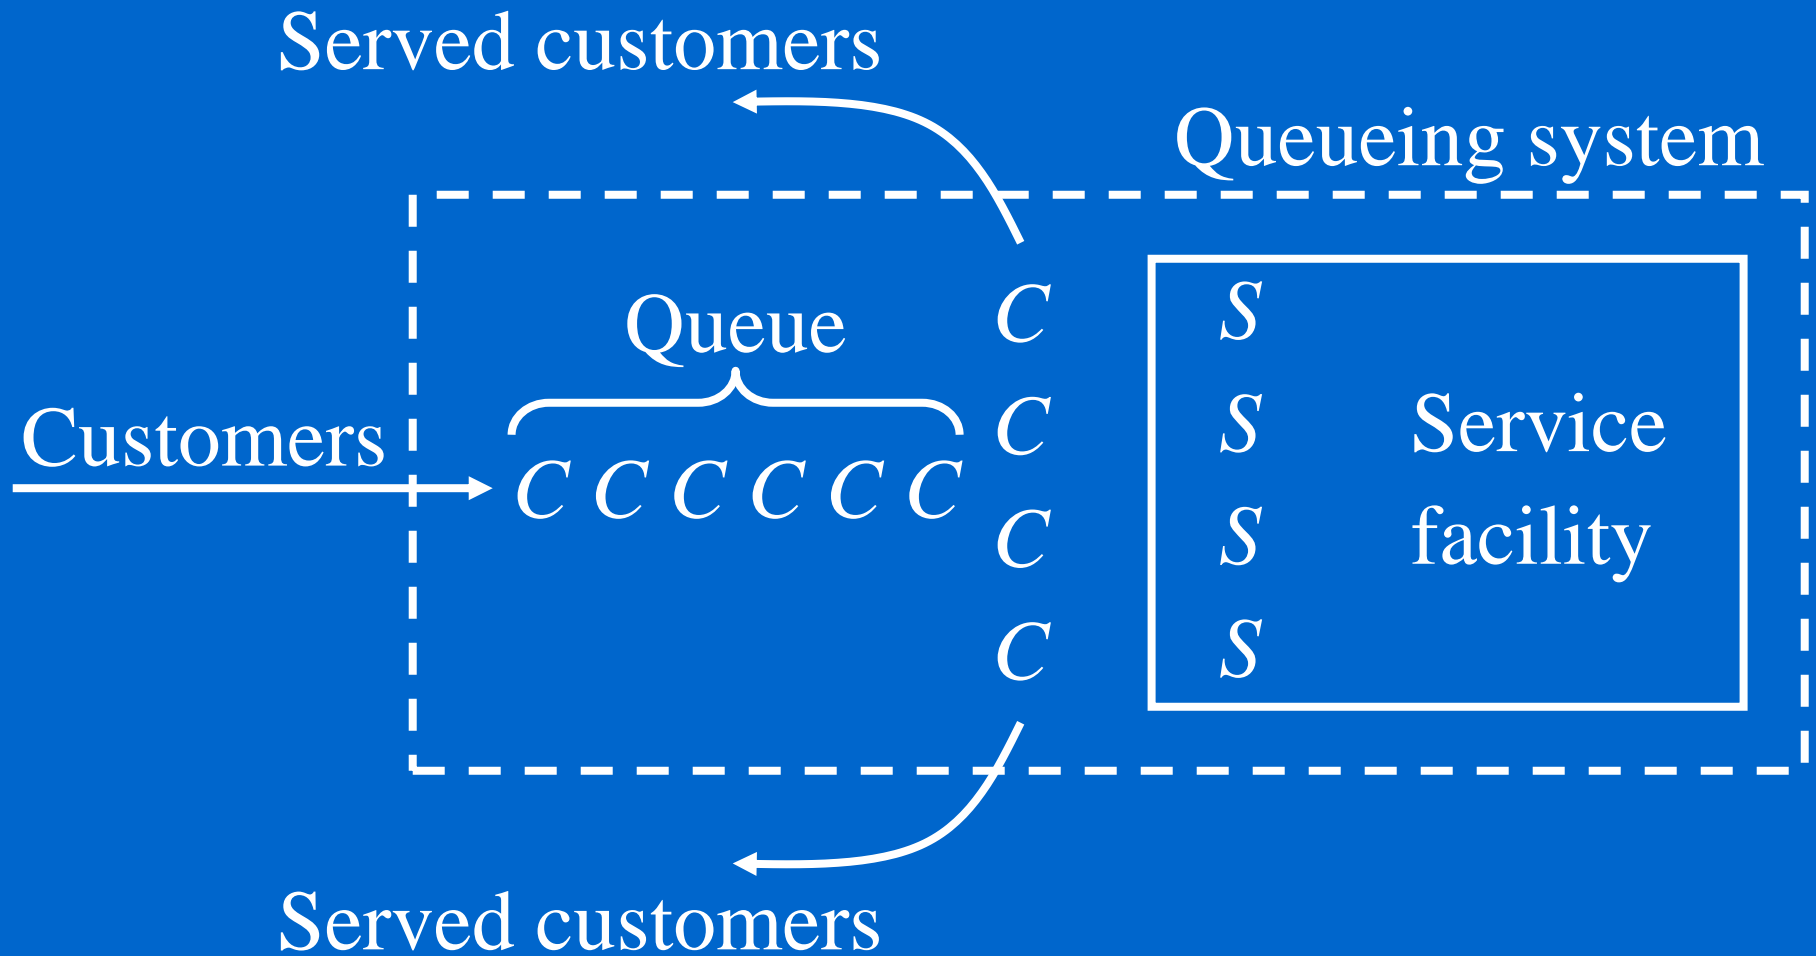 Served customers
Queueing system
Queue
C S
Customers
C S Service
C C C C C C
C S facility
C S
Served customers